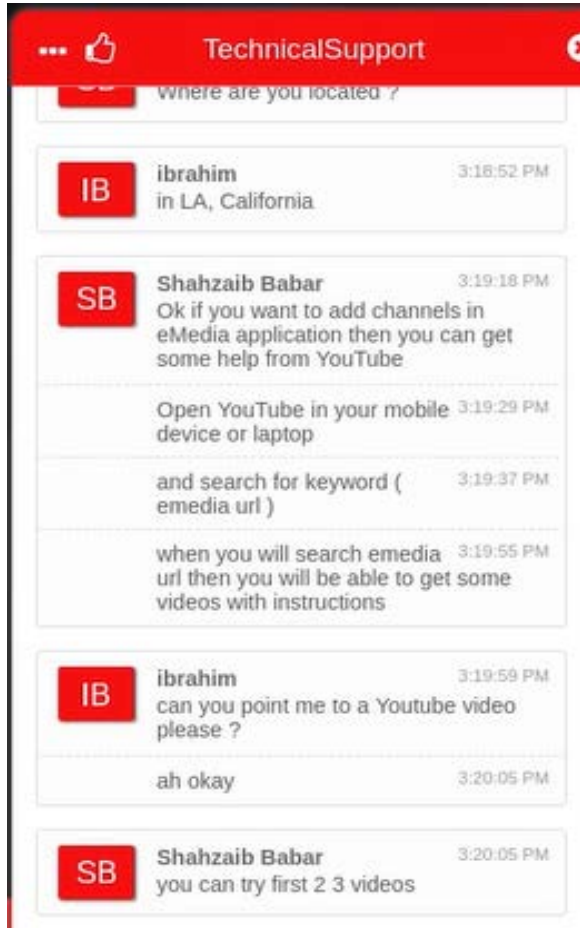 TechnicalSupport
Where are you located ?
IB
ibrahim 3:18:52 PM
in LA, California
SB
Shahzaib Babar 3:19:18 PM
Ok if you want to add channels in
eMedia application then you can get
some help from YouTube
Open YouTube in your mobile 3:19:29 PM
device or laptop
and search for keyword ( 3:19:37 PM
emedia url )
when you will search emedia 3:19:55 PM
url then you will be able to get some
videos with instructions
IB
ibrahim 3:19:59 PM
can you point me to a Youtube video
please ?
ah okay 3:20:05 PM
SB
Shahzaib Babar 3:20:05 PM
you can try first 2 3 videos